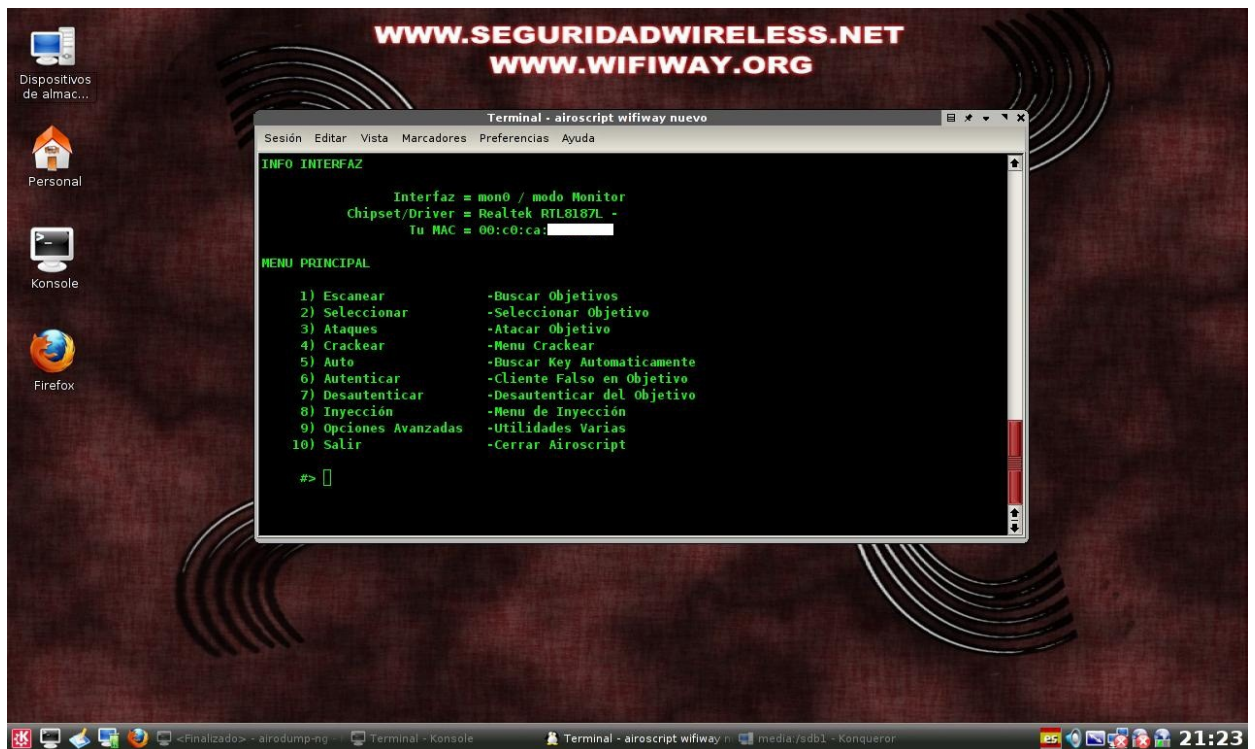 WWW.SEGURIDADWIRELESS.NET
WWW.WIFIWAY.ORG
Dispositivos
de almac...
Personal
Konsole
Firefox
Terminal - airoscript wifiway nuevo
Sesión Editar Vista Marcadores Preferencias Ayuda
INFO INTERFAZ
Interfaz = mon0 / modo Monitor
Chipset/Driver = Realtek RTL8187L -
Tu MAC = 00:c0:ca:
MENU PRINCIPAL
1) Escanear -Buscar Objetivos
2) Seleccionar -Seleccionar Objetivo
3) Ataques -Atacar Objetivo
4) Crackear -Menu Crackear
5) Auto -Buscar Key Automaticamente
6) Autenticar -Cliente Falso en Objetivo
7) Desautenticar -Desautenticar del Objetivo
8) Inyección -Menu de Inyección
9) Opciones Avanzadas -Utilidades Varias
10) Salir -Cerrar Airoscript
#>
<Finalizado> - airodump-ng - Terminal - Konsole Terminal - airoscript wifiway n media:/sdb1 - Konqueror es 21:23